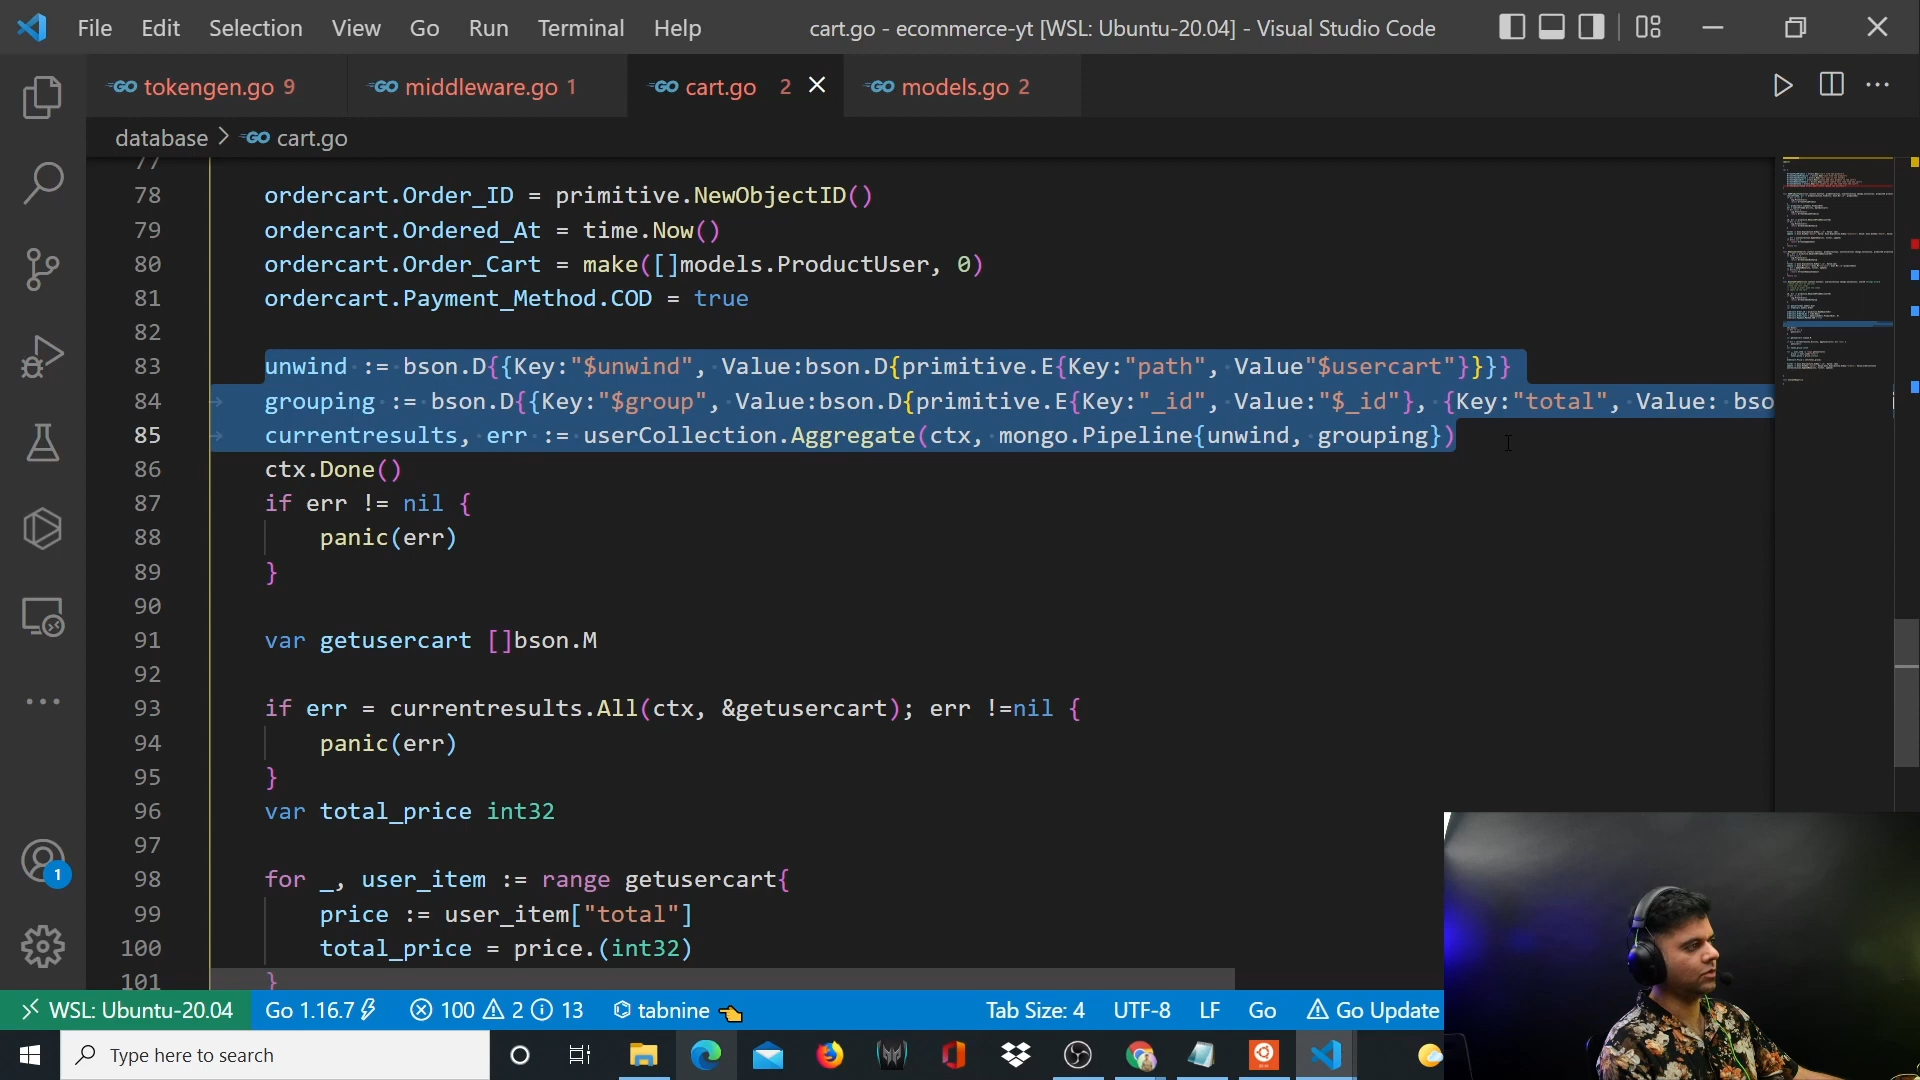 File Edit Selection View Go Run Terminal Help cart.go - ecommerce-yt [WSL: Ubuntu-20.04] - Visual Studio Code
tokengen.go 9 middleware.go 1 cart.go 2 models.go 2
database > cart.go
77
78 ordercart.Order_ID = primitive.NewObjectID()
79 ordercart.Ordered_At = time.Now()
80 ordercart.Order_Cart = make([]models.ProductUser, 0)
81 ordercart.Payment_Method.COD = true
82
83 unwind := bson.D{{Key:"$unwind", Value:bson.D{primitive.E{Key:"path", Value"$usercart"}}}}
84 grouping := bson.D{{Key:"$group", Value:bson.D{primitive.E{Key:"_id", Value:"$_id"}, {Key:"total", Value: bso
85 currentresults, err := userCollection.Aggregate(ctx, mongo.Pipeline{unwind, grouping})
86 ctx.Done()
87 if err != nil {
88 panic(err)
89 }
90
91 var getusercart []bson.M
92
93 if err = currentresults.All(ctx, &getusercart); err !=nil {
94 panic(err)
95 }
96 var total_price int32
97
98 for _, user_item := range getusercart{
99 price := user_item["total"]
100 total_price = price.(int32)
101 }
1
WSL: Ubuntu-20.04 Go 1.16.7 100 2 13 tabnine Tab Size: 4 UTF-8 LF Go Go Update
Type here to search